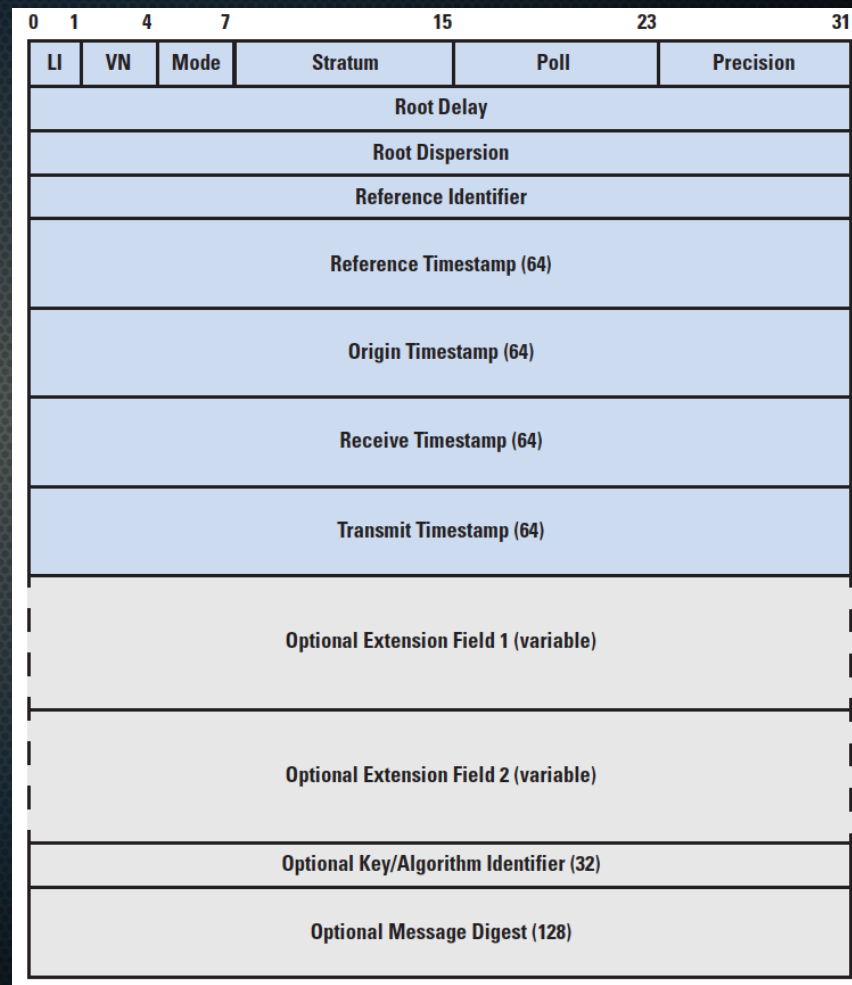 0 1 4 7 15 23 31
LI VN Mode Stratum Poll Precision
Root Delay
Root Dispersion
Reference Identifier
Reference Timestamp (64)
Origin Timestamp (64)
Receive Timestamp (64)
Transmit Timestamp (64)
Optional Extension Field 1 (variable)
Optional Extension Field 2 (variable)
Optional Key/Algorithm Identifier (32)
Optional Message Digest (128)